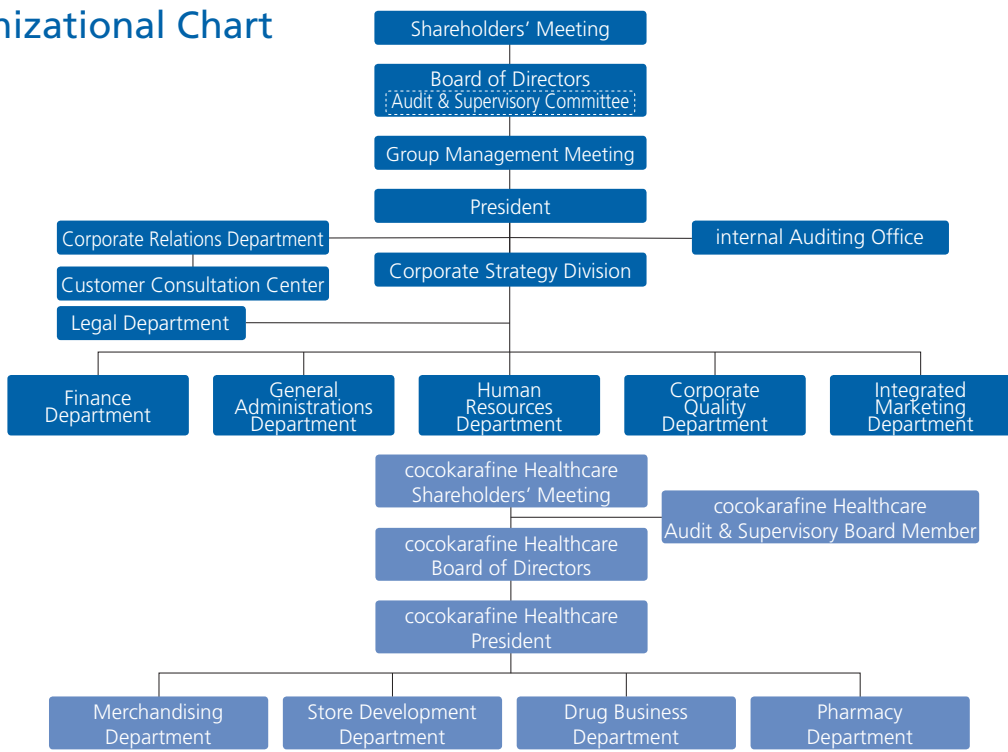 nizational Chart
Shareholders’ Meeting
Board of Directors
Audit & Supervisory Committee
Group Management Meeting
President
Corporate Relations Department
internal Auditing Office
Corporate Strategy Division
Customer Consultation Center
Legal Department
Finance
Department
General
Administrations
Department
Human
Resources
Department
Corporate
Quality
Department
Integrated
Marketing
Department
cocokarafine Healthcare
Shareholders’ Meeting
cocokarafine Healthcare
Audit & Supervisory Board Member
cocokarafine Healthcare
Board of Directors
cocokarafine Healthcare
President
Merchandising
Department
Store Development
Department
Drug Business
Department
Pharmacy
Department